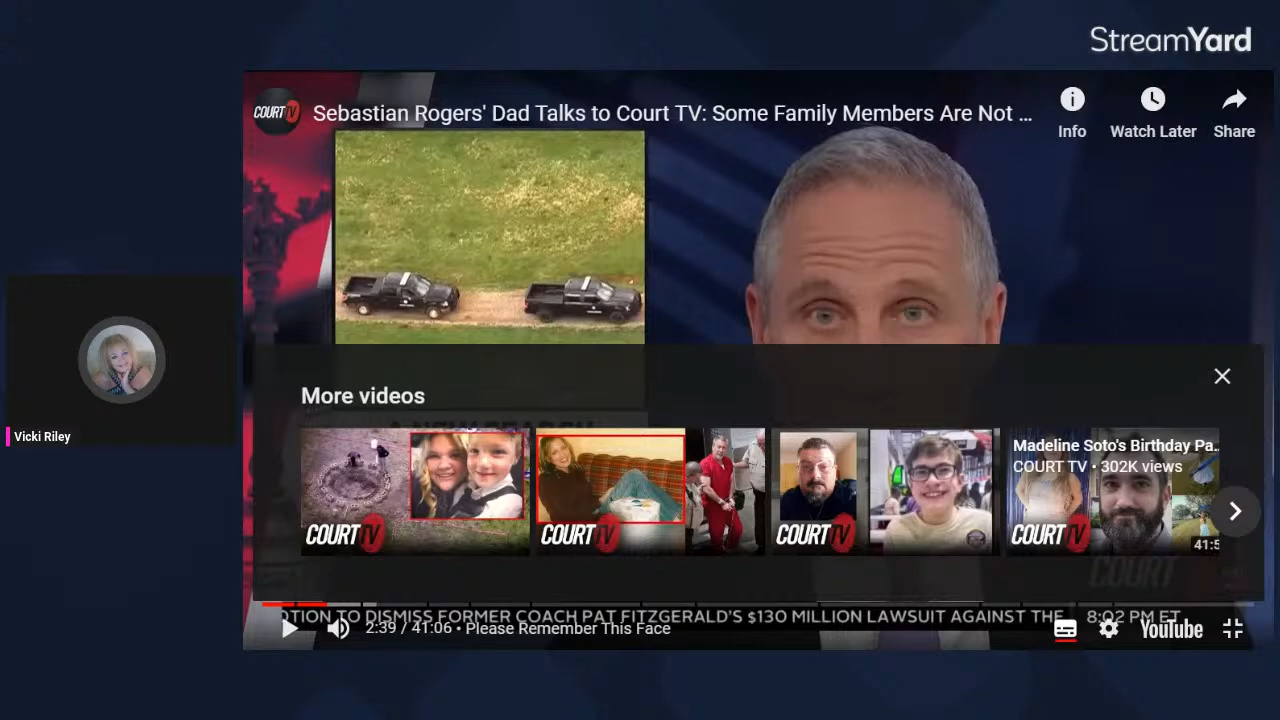 StreamYard
COURT TV
Sebastian Rogers' Dad Talks to Court TV: Some Family Members Are Not ...
Info
Watch Later
Share
More videos
Vicki Riley
Madeline Soto's Birthday Pa...
COURT TV • 302K views
COURT TV
COURT TV
COURT TV
COURT TV
41:5
COURT
OTION TO DISMISS FORMER COACH PAT FITZGERALD'S $130 MILLION LAWSUIT AGAINST THE
8:02 PM ET
2:39 / 41:06 • Please Remember This Face
YouTube